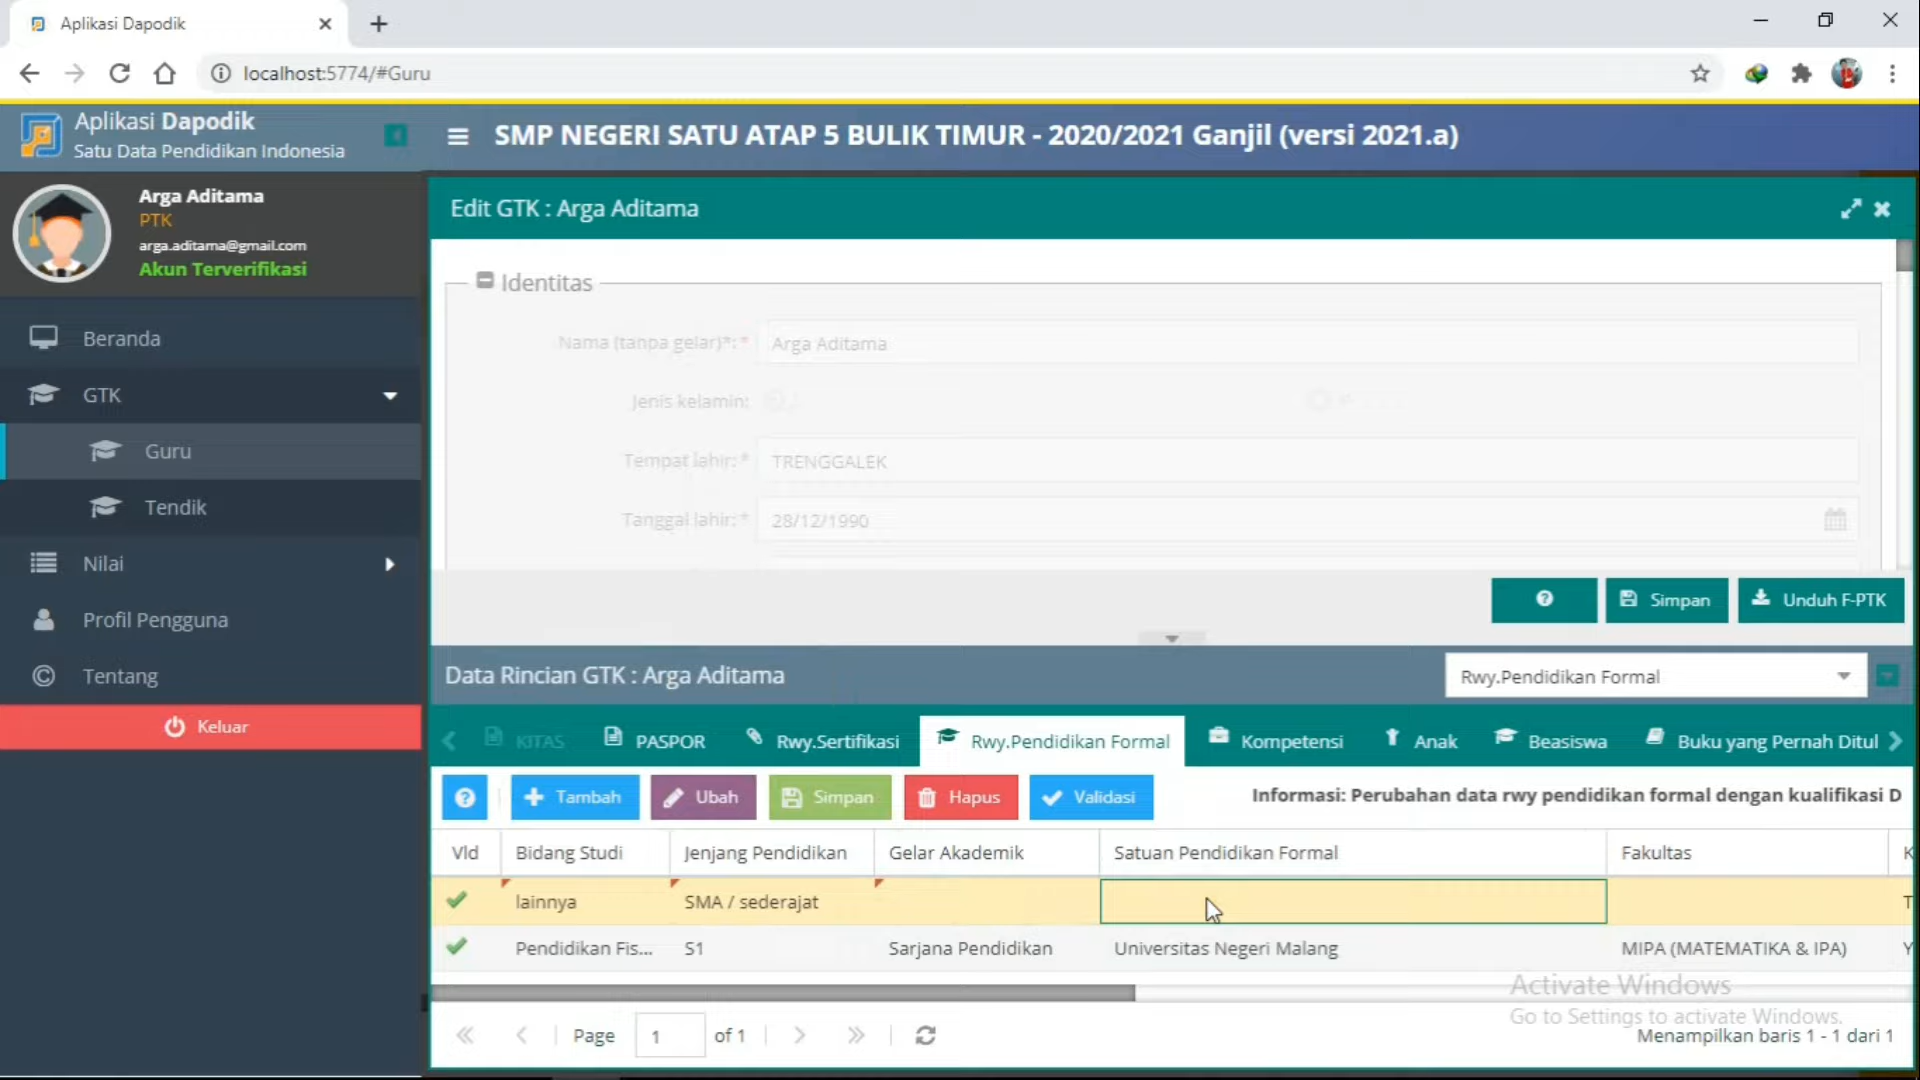 Aplikasi Dapodik
localhost:5774/#Guru
Aplikasi Dapodik
Satu Data Pendidikan Indonesia
SMP NEGERI SATU ATAP 5 BULIK TIMUR - 2020/2021 Ganjil (versi 2021.a)
Arga Aditama
PTK
arga.aditama@gmail.com
Akun Terverifikasi
Beranda
GTK
Guru
Tendik
Nilai
Profil Pengguna
Tentang
Keluar
Edit GTK : Arga Aditama
Identitas
Nama (tanpa gelar)*: * Arga Aditama
Jenis kelamin:
Tempat lahir: * TRENGGALEK
Tanggal lahir: * 28/12/1990
Simpan Unduh F-PTK
Data Rincian GTK : Arga Aditama Rwy.Pendidikan Formal
KITAS PASPOR Rwy.Sertifikasi Rwy.Pendidikan Formal Kompetensi Anak Beasiswa Buku yang Pernah Ditul
Tambah Ubah Simpan Hapus Validasi Informasi: Perubahan data rwy pendidikan formal dengan kualifikasi D
Vld Bidang Studi Jenjang Pendidikan Gelar Akademik Satuan Pendidikan Formal Fakultas K
lainnya SMA / sederajat T
Pendidikan Fis... S1 Sarjana Pendidikan Universitas Negeri Malang MIPA (MATEMATIKA & IPA) Y
Activate Windows
Go to Settings to activate Windows.
Page 1 of 1 Menampilkan baris 1 - 1 dari 1